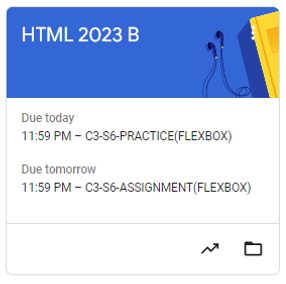 HTML 2023 B
Due today
11:59 PM – C3-S6-PRACTICE(FLEXBOX)
Due tomorrow
11:59 PM – C3-S6-ASSIGNMENT(FLEXBOX)